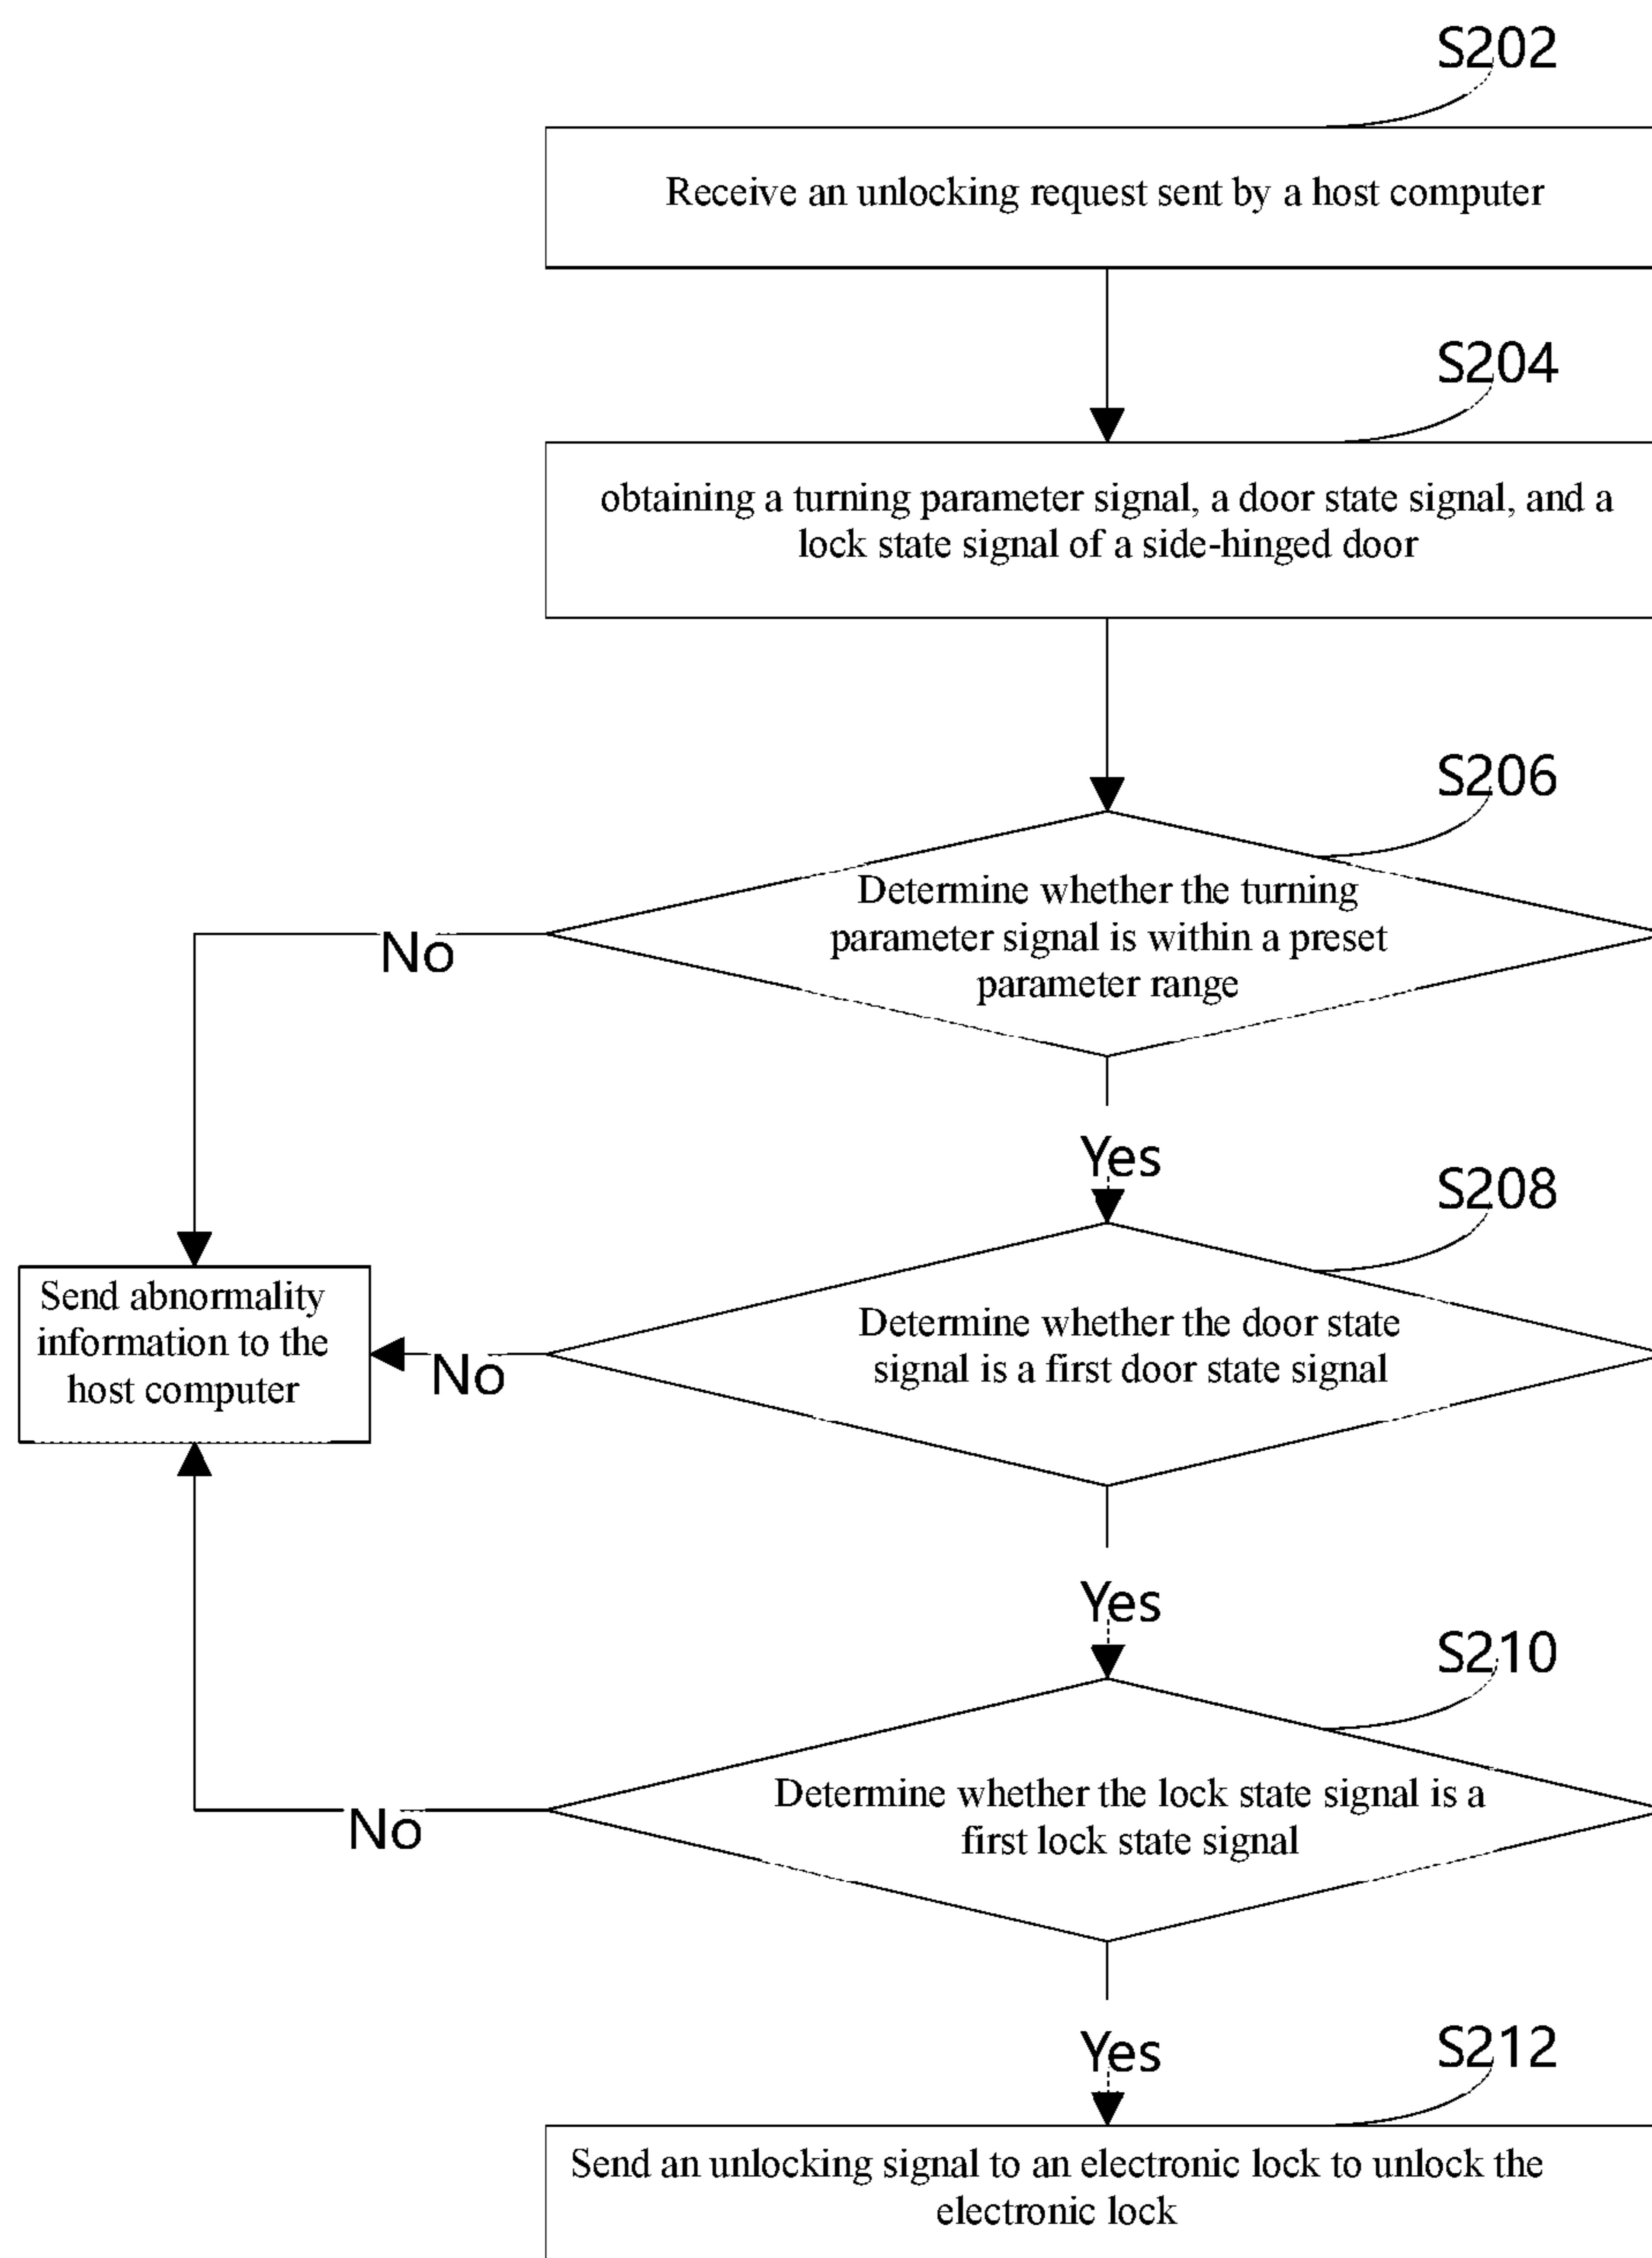 S202
Receive an unlocking request sent by a host computer
S204
obtaining a turning parameter signal, a door state signal, and a
lock state signal of a side-hinged door
S206
Determine whether the turning
parameter signal is within a preset
parameter range
No
Yes
S208
Send abnormality
information to the
host computer
No
Determine whether the door state
signal is a first door state signal
Yes
S210
Determine whether the lock state signal is a
first lock state signal
No
Yes
S212
Send an unlocking signal to an electronic lock to unlock the
electronic lock